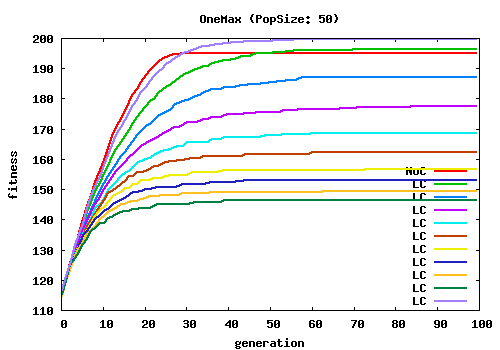 OneMax (PopSize: 50)
200
190
180
170
160
150
140
130
120
110
fitness
NoC
LC
LC
LC
LC
LC
LC
LC
LC
LC
LC
0 10 20 30 40 50 60 70 80 90 100
generation